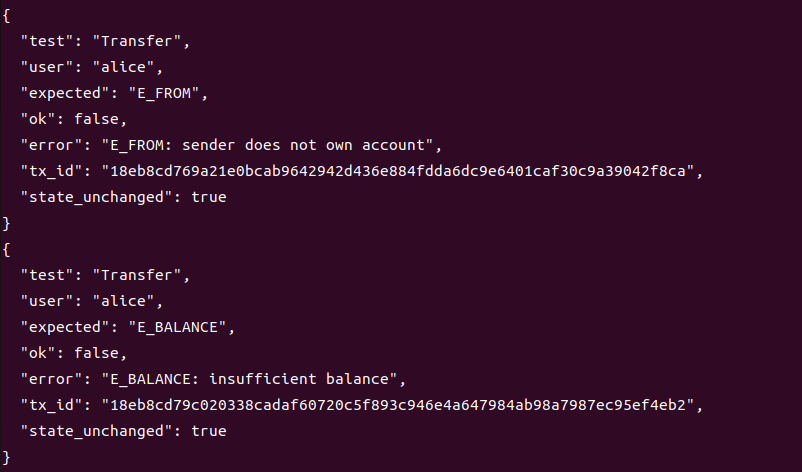 {
  "test": "Transfer",
  "user": "alice",
  "expected": "E_FROM",
  "ok": false,
  "error": "E_FROM: sender does not own account",
  "tx_id": "18eb8cd769a21e0bcab9642942d436e884fdda6dc9e6401caf30c9a39042f8ca",
  "state_unchanged": true
}
{
  "test": "Transfer",
  "user": "alice",
  "expected": "E_BALANCE",
  "ok": false,
  "error": "E_BALANCE: insufficient balance",
  "tx_id": "18eb8cd79c020338cadaf60720c5f893c946e4a647984ab98a7987ec95ef4eb2",
  "state_unchanged": true
}